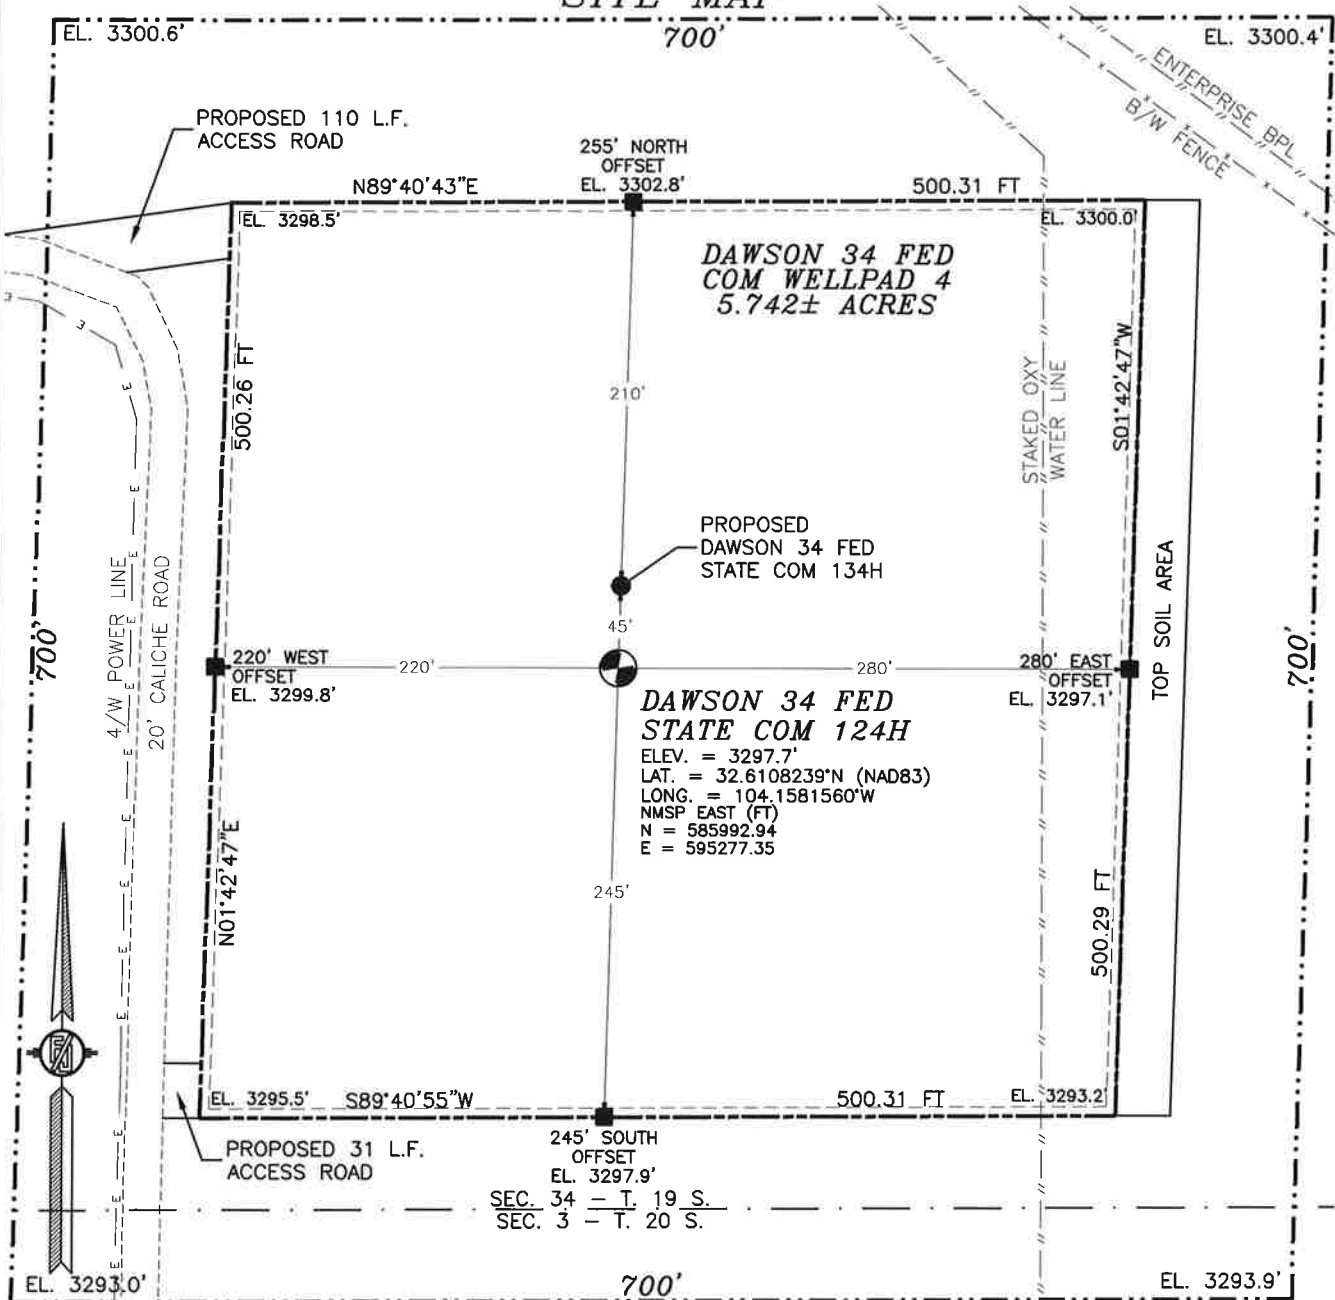 SITE MAP
EL. 3300.6'
700'
EL. 3300.4'
ENTERPRISE BPL
B/W FENCE
PROPOSED 110 L.F.
ACCESS ROAD
255' NORTH
OFFSET
EL. 3302.8'
N89°40'43"E
500.31 FT
EL. 3298.5'
EL. 3300.0'
DAWSON 34 FED
COM WELLPAD 4
5.742± ACRES
500.26 FT
210'
STAKED OXY
WATER LINE
S01°42'47"W
PROPOSED
DAWSON 34 FED
STATE COM 134H
45'
4/W POWER LINE
20' CALICHE ROAD
TOP SOIL AREA
700'
700'
220' WEST
OFFSET
EL. 3299.8'
220'
280'
280' EAST
OFFSET
EL. 3297.1'
DAWSON 34 FED
STATE COM 124H
ELEV. = 3297.7'
LAT. = 32.6108239°N (NAD83)
LONG. = 104.1581560°W
NMSP EAST (FT)
N = 585992.94
E = 595277.35
N01°42'47"E
245'
500.29 FT
EL. 3295.5'
S89°40'55"W
500.31 FT
EL. 3293.2'
PROPOSED 31 L.F.
ACCESS ROAD
245' SOUTH
OFFSET
EL. 3297.9'
SEC. 34 - T. 19 S.
SEC. 3 - T. 20 S.
EL. 3293.0'
700'
EL. 3293.9'